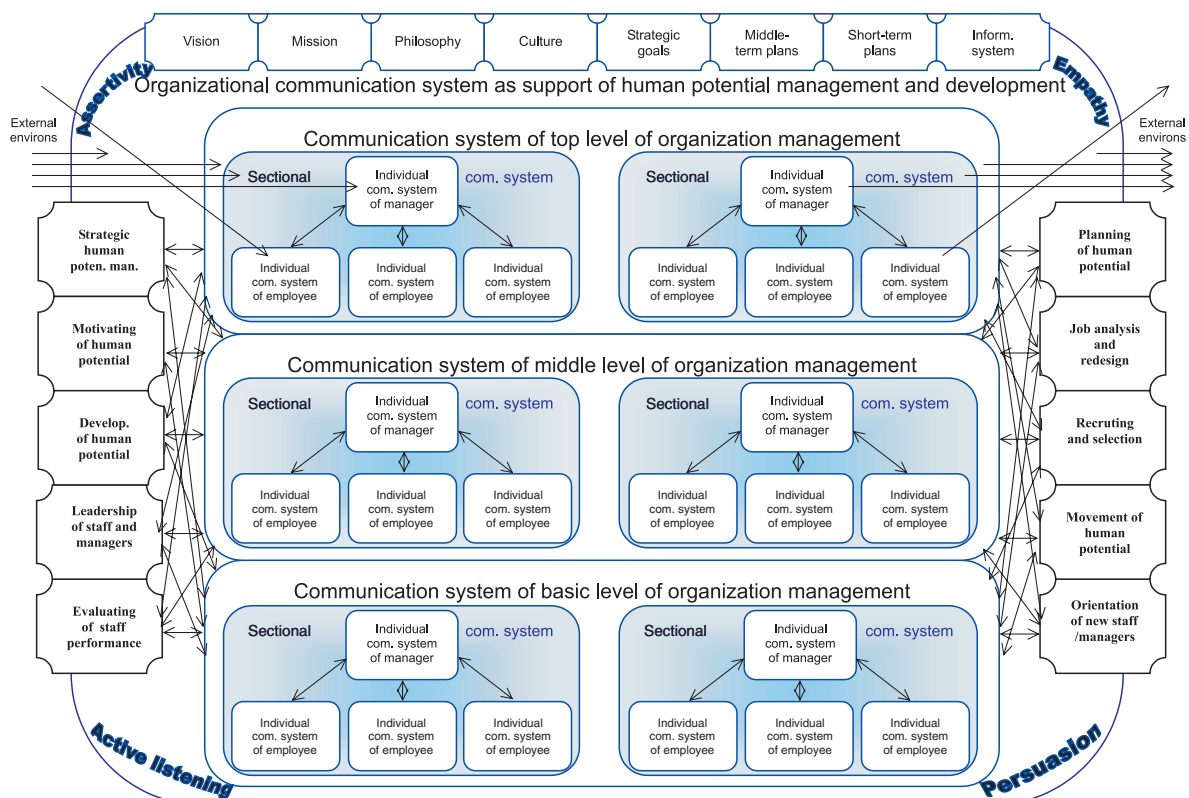 Vision
Mission
Philosophy
Culture
Strategic
goals
Middle-
term plans
Short-term
plans
Inform.
system
Assertivity
Empathy
Organizational communication system as support of human potential management and development
External
environs
External
environs
Communication system of top level of organization management
Sectional
Individual
com. system
of manager
com. system
Individual
com. system
of employee
Individual
com. system
of employee
Individual
com. system
of employee
Sectional
Individual
com. system
of manager
com. system
Individual
com. system
of employee
Individual
com. system
of employee
Individual
com. system
of employee
Communication system of middle level of organization management
Sectional
Individual
com. system
of manager
com. system
Individual
com. system
of employee
Individual
com. system
of employee
Individual
com. system
of employee
Sectional
Individual
com. system
of manager
com. system
Individual
com. system
of employee
Individual
com. system
of employee
Individual
com. system
of employee
Communication system of basic level of organization management
Sectional
Individual
com. system
of manager
com. system
Individual
com. system
of employee
Individual
com. system
of employee
Individual
com. system
of employee
Sectional
Individual
com. system
of manager
com. system
Individual
com. system
of employee
Individual
com. system
of employee
Individual
com. system
of employee
Strategic
human
poten. man.
Motivating
of human
potential
Develop.
of human
potential
Leadership
of staff and
managers
Evaluating
of staff
performance
Planning
of human
potential
Job analysis
and
redesign
Recruting
and selection
Movement of
human
potential
Orientation
of new staff
/managers
Active listening
Persuasion